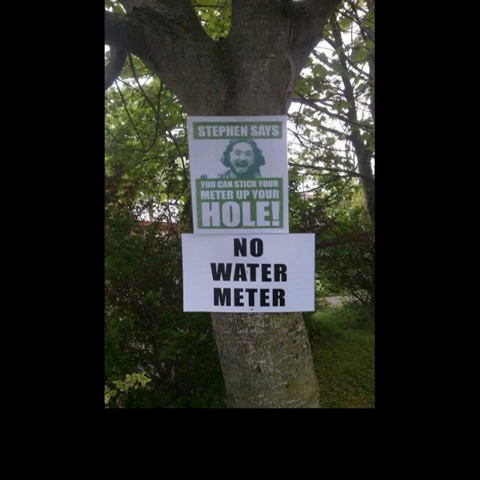 STEPHEN SAYS
YOU CAN STICK YOUR
METER UP YOUR
HOLE!
NO
WATER
METER